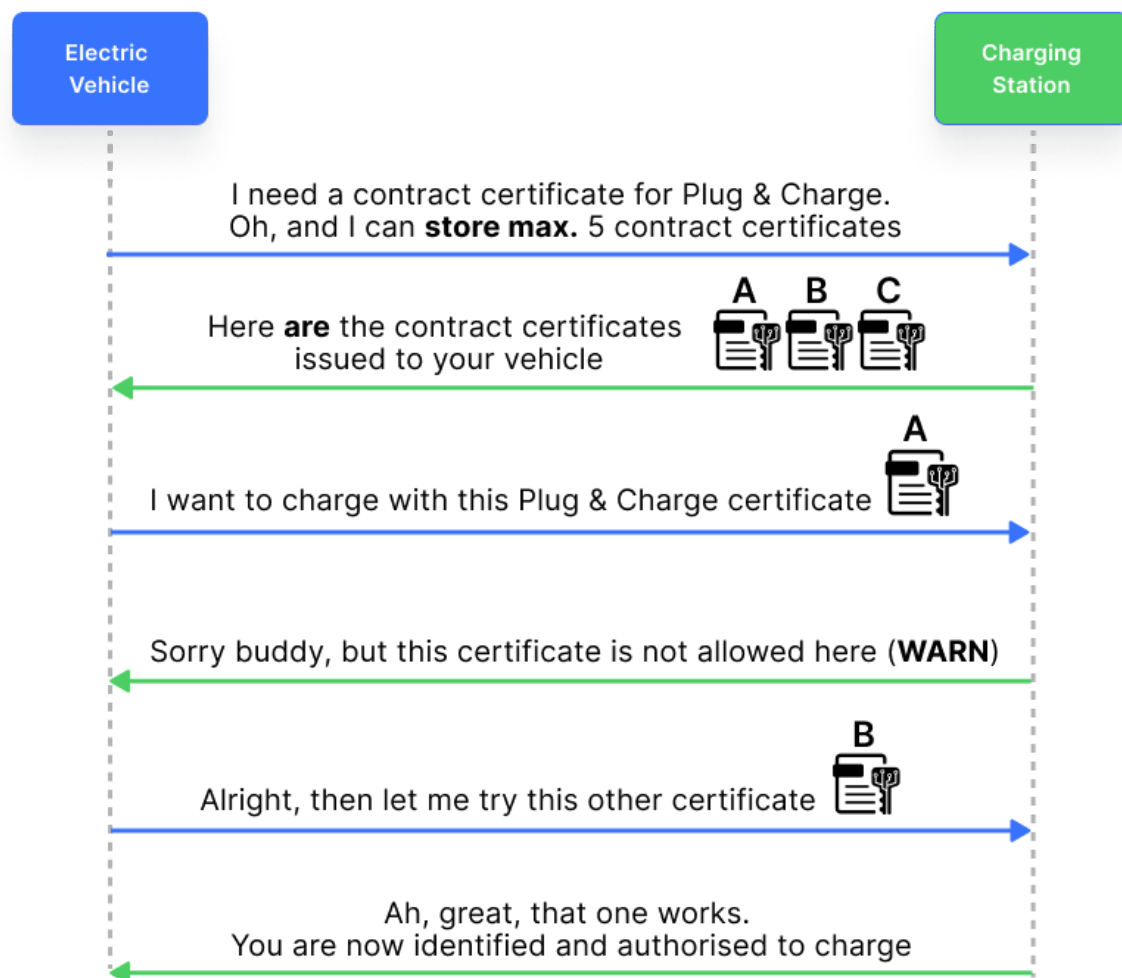 Electric
Vehicle
Charging
Station
I need a contract certificate for Plug & Charge.
Oh, and I can store max. 5 contract certificates
A B C
Here are the contract certificates
issued to your vehicle
A
I want to charge with this Plug & Charge certificate
Sorry buddy, but this certificate is not allowed here (WARN)
B
Alright, then let me try this other certificate
Ah, great, that one works.
You are now identified and authorised to charge